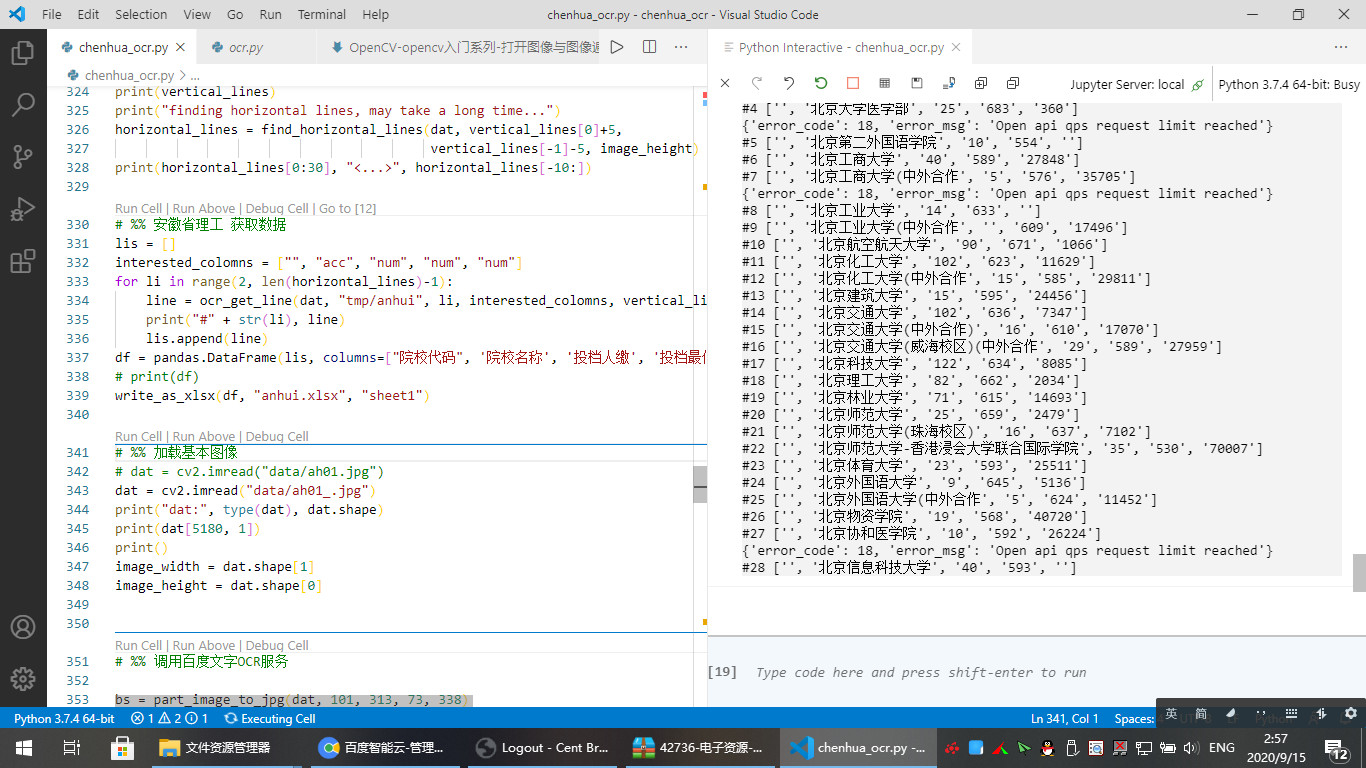 File Edit Selection View Go Run Terminal Help chenhua_ocr.py - chenhua_ocr - Visual Studio Code
chenhua_ocr.py ocr.py OpenCV-opencv入门系列-打开图像与图像遍
chenhua_ocr.py > ...
324 print(vertical_lines)
325 print("finding horizontal lines, may take a long time...")
326 horizontal_lines = find_horizontal_lines(dat, vertical_lines[0]+5,
327 vertical_lines[-1]-5, image_height)
328 print(horizontal_lines[0:30], "<...>", horizontal_lines[-10:])
329
Run Cell | Run Above | Debug Cell | Go to [12]
330 # %% 安徽省理工 获取数据
331 lis = []
332 interested_colomns = ["", "acc", "num", "num", "num"]
333 for li in range(2, len(horizontal_lines)-1):
334 line = ocr_get_line(dat, "tmp/anhui", li, interested_colomns, vertical_li
335 print("#" + str(li), line)
336 lis.append(line)
337 df = pandas.DataFrame(lis, columns=["院校代码", '院校名称', '投档人缴', '投档最低
338 # print(df)
339 write_as_xlsx(df, "anhui.xlsx", "sheet1")
340
Run Cell | Run Above | Debug Cell
341 # %% 加载基本图像
342 # dat = cv2.imread("data/ah01.jpg")
343 dat = cv2.imread("data/ah01_.jpg")
344 print("dat:", type(dat), dat.shape)
345 print(dat[5180, 1])
346 print()
347 image_width = dat.shape[1]
348 image_height = dat.shape[0]
349
350
Run Cell | Run Above | Debug Cell
351 # %% 调用百度文字OCR服务
352
353 bs = part_image_to_jpg(dat, 101, 313, 73, 338)
Python Interactive - chenhua_ocr.py
Jupyter Server: local Python 3.7.4 64-bit: Busy
#4 ['', '北京大学医学部', '25', '683', '360']
{'error_code': 18, 'error_msg': 'Open api qps request limit reached'}
#5 ['', '北京第二外国语学院', '10', '554', '']
#6 ['', '北京工商大学', '40', '589', '27848']
#7 ['', '北京工商大学(中外合作', '5', '576', '35705']
{'error_code': 18, 'error_msg': 'Open api qps request limit reached'}
#8 ['', '北京工业大学', '14', '633', '']
#9 ['', '北京工业大学(中外合作', '', '609', '17496']
#10 ['', '北京航空航天大学', '90', '671', '1066']
#11 ['', '北京化工大学', '102', '623', '11629']
#12 ['', '北京化工大学(中外合作', '15', '585', '29811']
#13 ['', '北京建筑大学', '15', '595', '24456']
#14 ['', '北京交通大学', '102', '636', '7347']
#15 ['', '北京交通大学(中外合作)', '16', '610', '17070']
#16 ['', '北京交通大学(威海校区)(中外合作', '29', '589', '27959']
#17 ['', '北京科技大学', '122', '634', '8085']
#18 ['', '北京理工大学', '82', '662', '2034']
#19 ['', '北京林业大学', '71', '615', '14693']
#20 ['', '北京师范大学', '25', '659', '2479']
#21 ['', '北京师范大学(珠海校区)', '16', '637', '7102']
#22 ['', '北京师范大学-香港浸会大学联合国际学院', '35', '530', '70007']
#23 ['', '北京体育大学', '23', '593', '25511']
#24 ['', '北京外国语大学', '9', '645', '5136']
#25 ['', '北京外国语大学(中外合作', '5', '624', '11452']
#26 ['', '北京物资学院', '19', '568', '40720']
#27 ['', '北京协和医学院', '10', '592', '26224']
{'error_code': 18, 'error_msg': 'Open api qps request limit reached'}
#28 ['', '北京信息科技大学', '40', '593', '']
[19] Type code here and press shift-enter to run
Python 3.7.4 64-bit 1 2 1 Executing Cell Ln 341, Col 1 Spaces: 英 简
文件资源管理器 百度智能云-管理... Logout - Cent Br... 42736-电子资源-... chenhua_ocr.py -... ENG 2:57
2020/9/15 12